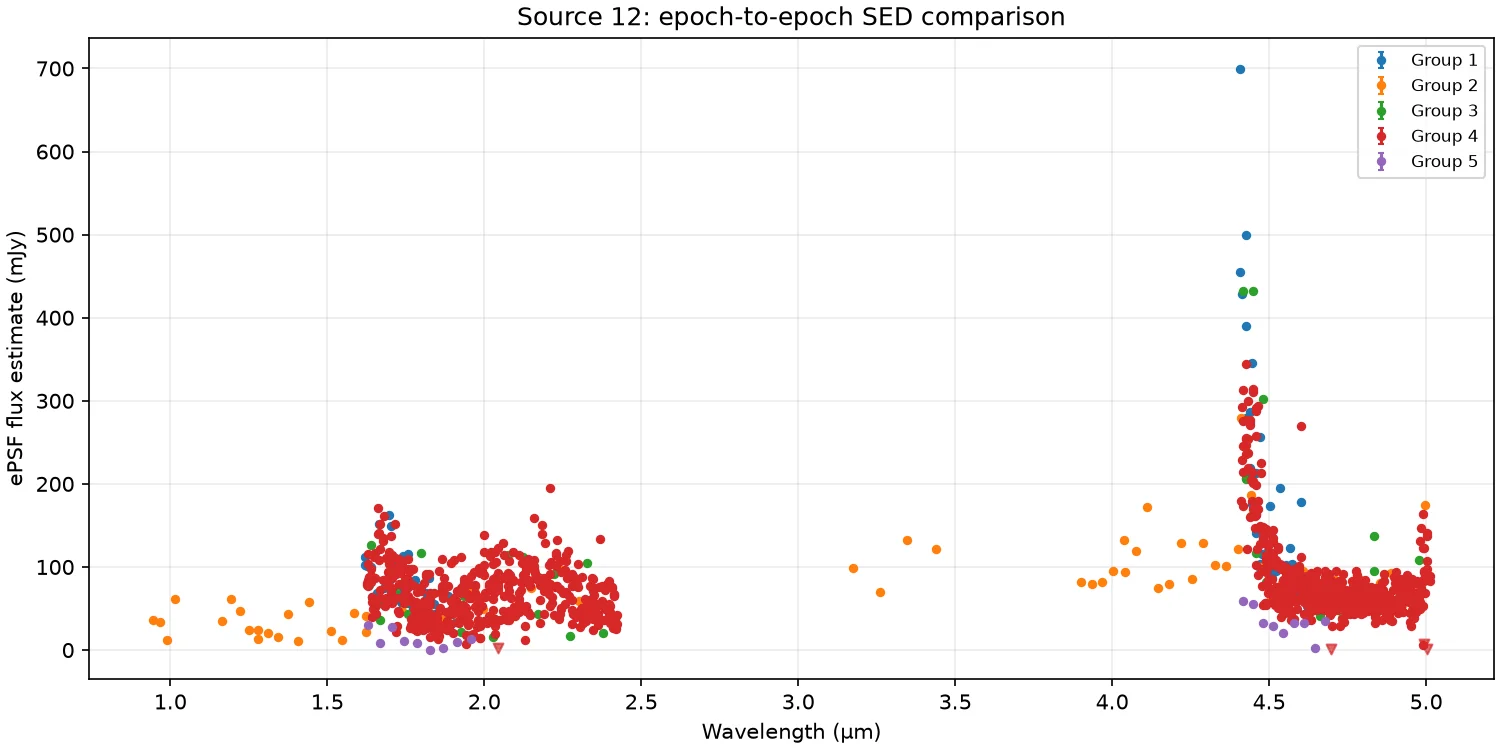 Source 12: epoch-to-epoch SED comparison
ePSF flux estimate (mJy)
700
600
500
400
300
200
100
0
Group 1
Group 2
Group 3
Group 4
Group 5
1.0 1.5 2.0 2.5 3.0 3.5 4.0 4.5 5.0
Wavelength (μm)